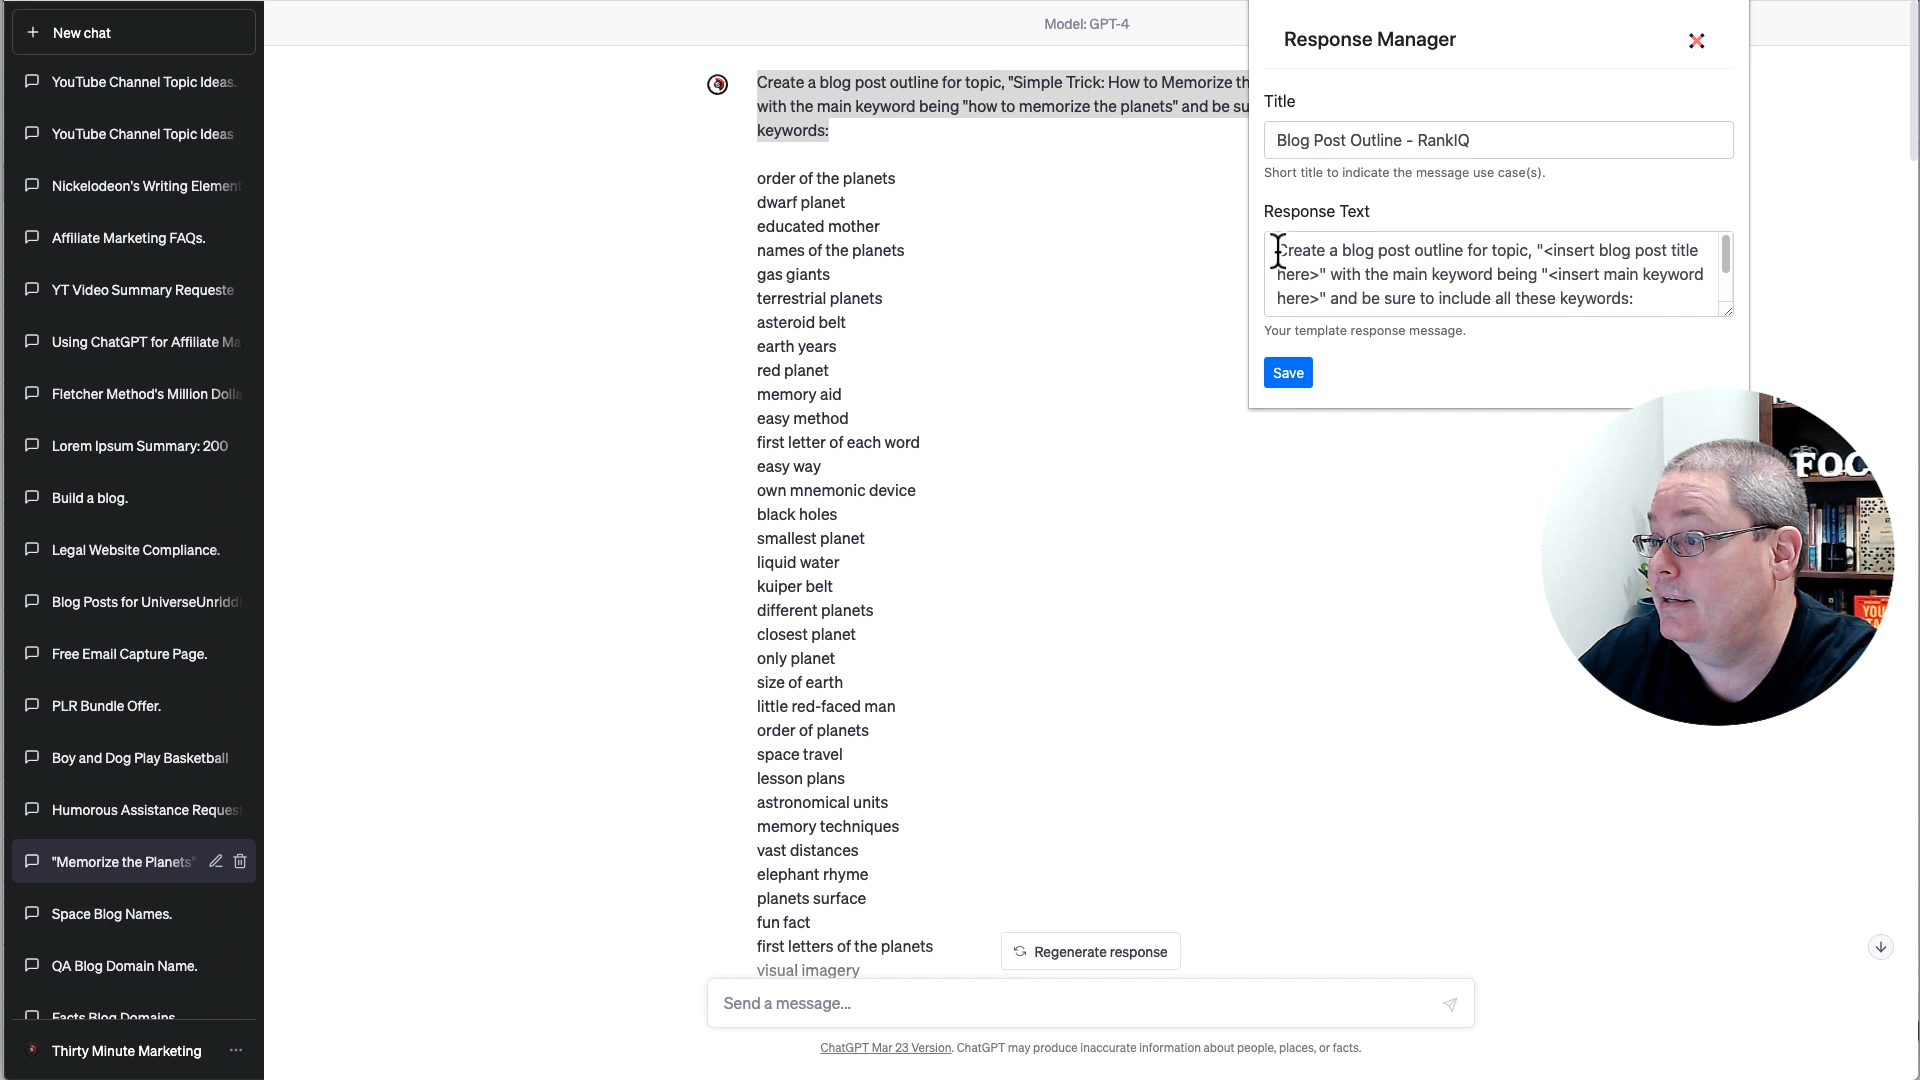 New chat
YouTube Channel Topic Ideas.
YouTube Channel Topic Ideas
Nickelodeon's Writing Element
Affiliate Marketing FAQs.
YT Video Summary Requeste
Using ChatGPT for Affiliate Ma
Fletcher Method's Million Dolla
Lorem Ipsum Summary: 200
Build a blog.
Legal Website Compliance.
Blog Posts for UniverseUnriddl
Free Email Capture Page.
PLR Bundle Offer.
Boy and Dog Play Basketball
Humorous Assistance Request
"Memorize the Planets"
Space Blog Names.
QA Blog Domain Name.
Facts Blog Domains
Thirty Minute Marketing
Model: GPT-4
Create a blog post outline for topic, "Simple Trick: How to Memorize th
with the main keyword being "how to memorize the planets" and be su
keywords:
order of the planets
dwarf planet
educated mother
names of the planets
gas giants
terrestrial planets
asteroid belt
earth years
red planet
memory aid
easy method
first letter of each word
easy way
own mnemonic device
black holes
smallest planet
liquid water
kuiper belt
different planets
closest planet
only planet
size of earth
little red-faced man
order of planets
space travel
lesson plans
astronomical units
memory techniques
vast distances
elephant rhyme
planets surface
fun fact
first letters of the planets
visual imagery
Regenerate response
Send a message...
ChatGPT Mar 23 Version. ChatGPT may produce inaccurate information about people, places, or facts.
Response Manager
Title
Blog Post Outline - RankIQ
Short title to indicate the message use case(s).
Response Text
Create a blog post outline for topic, "<insert blog post title
here>" with the main keyword being "<insert main keyword
here>" and be sure to include all these keywords:
Your template response message.
Save
FOC
YOU